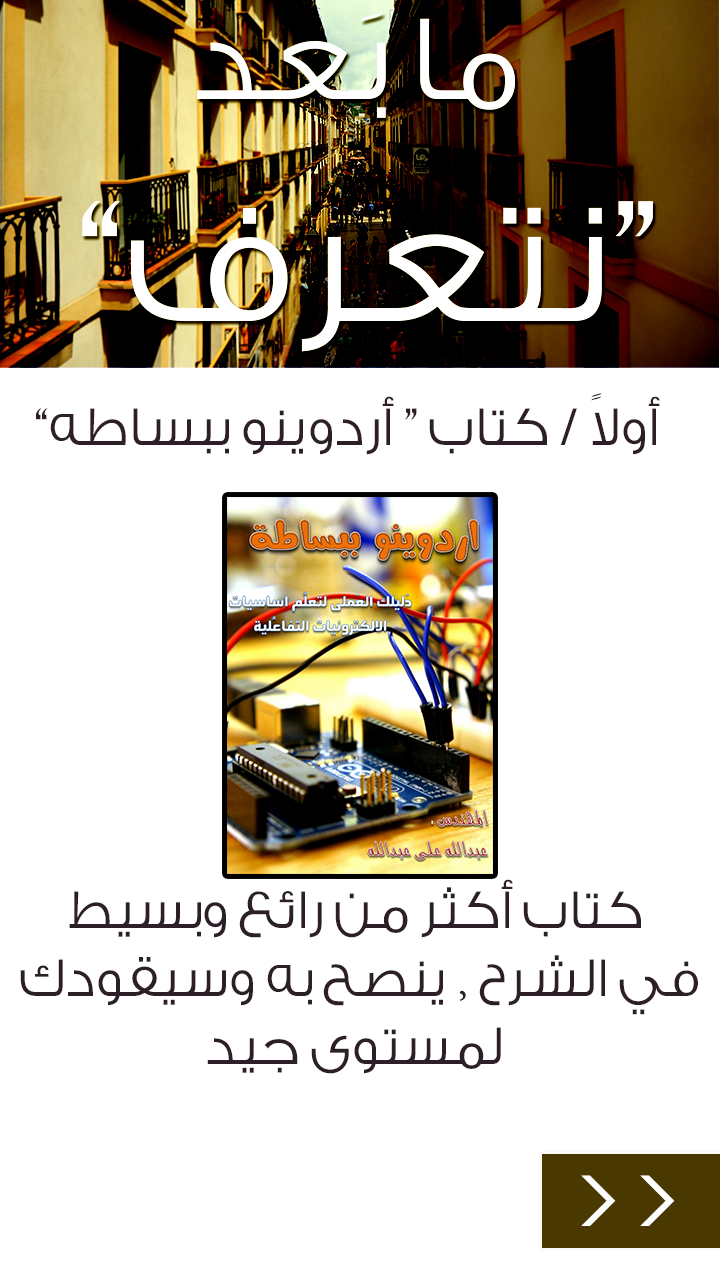 ما بعد
”نتعرف“
أولاً / كتاب ” أردوينو ببساطه“
اردوينو ببساطة
دليلك العملي لتعلم اساسيات
الالكترونيات التفاعلية
المهندس .
عبدالله علي عبدالله
كتاب أكثر من رائع وبسيط
في الشرح , ينصح به وسيقودك
لمستوى جيد